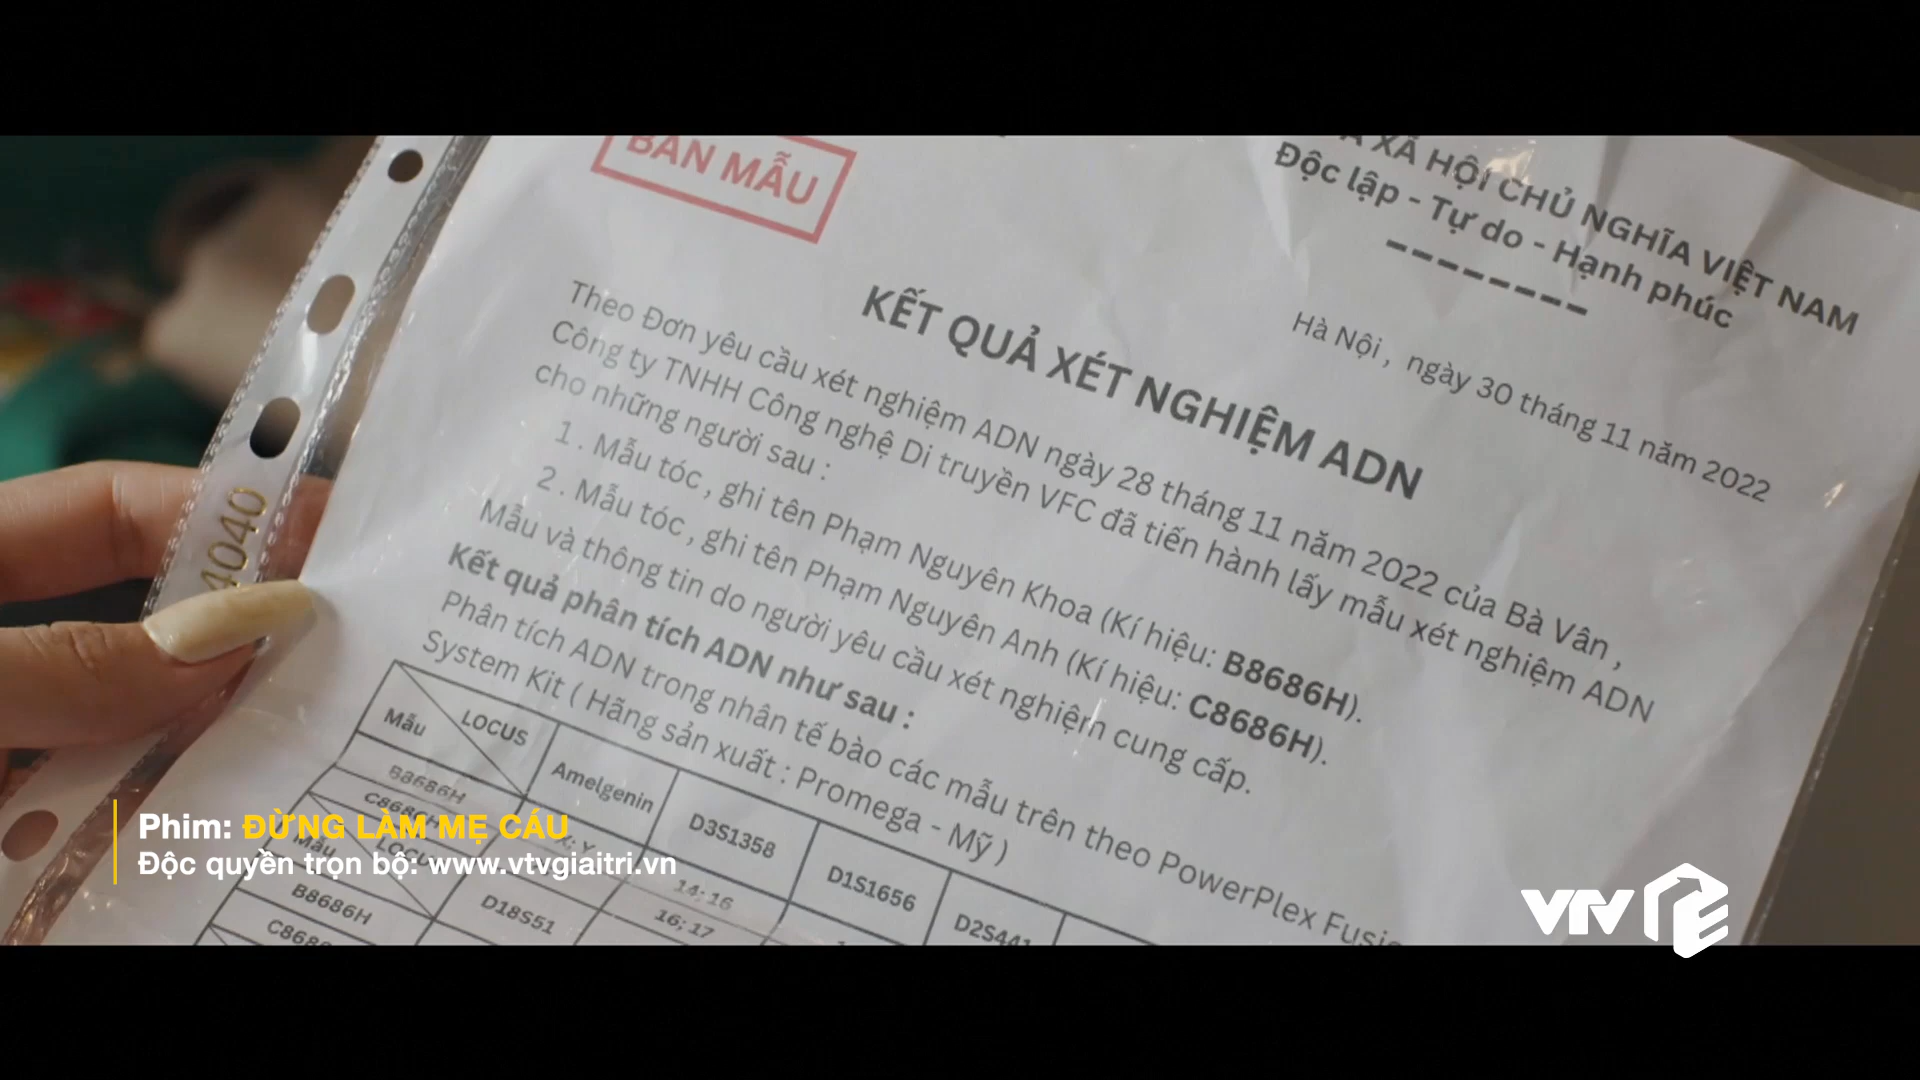 BẢN MẪU
XÃ HỘI CHỦ NGHĨA VIỆT NAM
Độc lập - Tự do - Hạnh phúc
--------
Hà Nội , ngày 30 tháng 11 năm 2022
KẾT QUẢ XÉT NGHIỆM ADN
Theo Đơn yêu cầu xét nghiệm ADN ngày 28 tháng 11 năm 2022 của Bà Vân ,
Công ty TNHH Công nghệ Di truyền VFC đã tiến hành lấy mẫu xét nghiệm ADN
cho những người sau :
1 . Mẫu tóc , ghi tên Phạm Nguyên Khoa (Kí hiệu: B8686H).
2 . Mẫu tóc , ghi tên Phạm Nguyên Anh (Kí hiệu: C8686H).
Mẫu và thông tin do người yêu cầu xét nghiệm cung cấp.
Kết quả phân tích ADN như sau :
Phân tích ADN trong nhân tế bào các mẫu trên theo PowerPlex
System Kit ( Hãng sản xuất : Promega - Mỹ )
Mẫu LOCUS Amelgenin D3S1358 D1S1656 D2S441
B8686H X; Y 14; 16
C8686H 16; 17
Mẫu LOCUS D18S51
B8686H
4040
Phim: ĐỪNG LÀM MẸ CÁU
Độc quyền trọn bộ: www.vtvgiaitri.vn
VTV